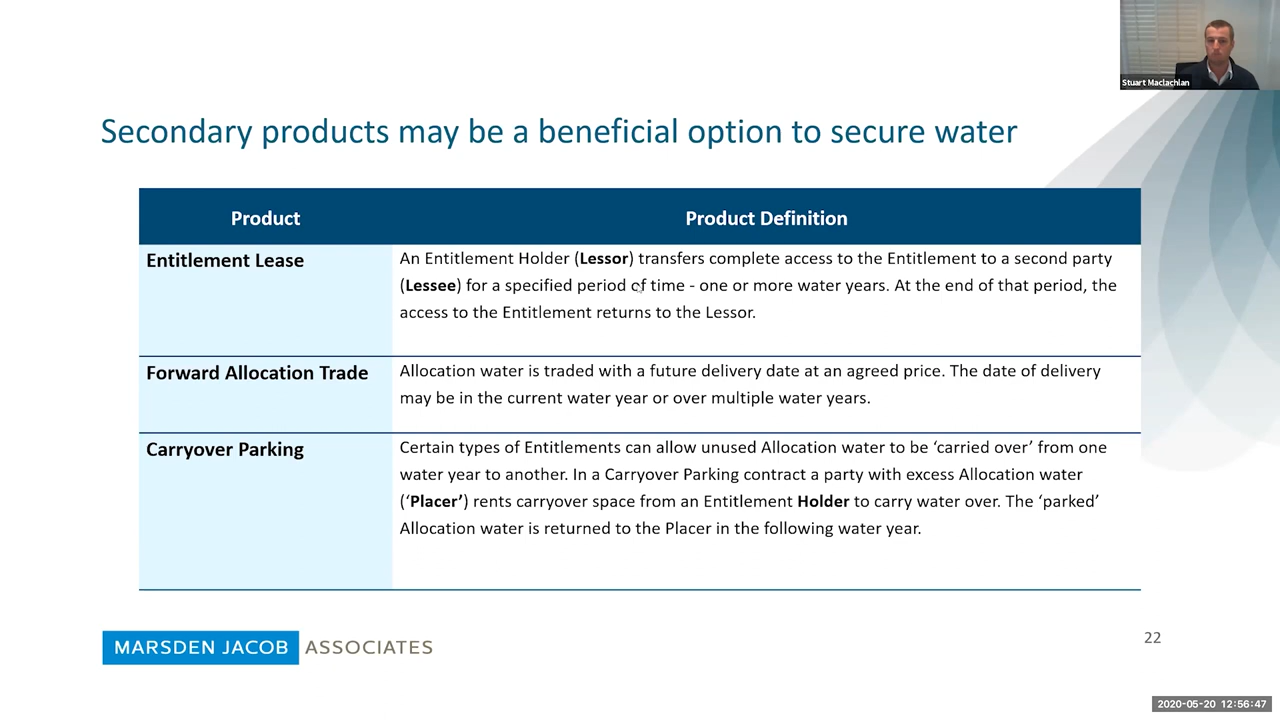 Stuart Maclachlan
Secondary products may be a beneficial option to secure water
Product
Product Definition
Entitlement Lease
An Entitlement Holder (Lessor) transfers complete access to the Entitlement to a second party
(Lessee) for a specified period of time - one or more water years. At the end of that period, the
access to the Entitlement returns to the Lessor.
Forward Allocation Trade
Allocation water is traded with a future delivery date at an agreed price. The date of delivery
may be in the current water year or over multiple water years.
Carryover Parking
Certain types of Entitlements can allow unused Allocation water to be ‘carried over’ from one
water year to another. In a Carryover Parking contract a party with excess Allocation water
(‘Placer’) rents carryover space from an Entitlement Holder to carry water over. The ‘parked’
Allocation water is returned to the Placer in the following water year.
MARSDEN JACOB ASSOCIATES
22
2020-05-20 12:56:47